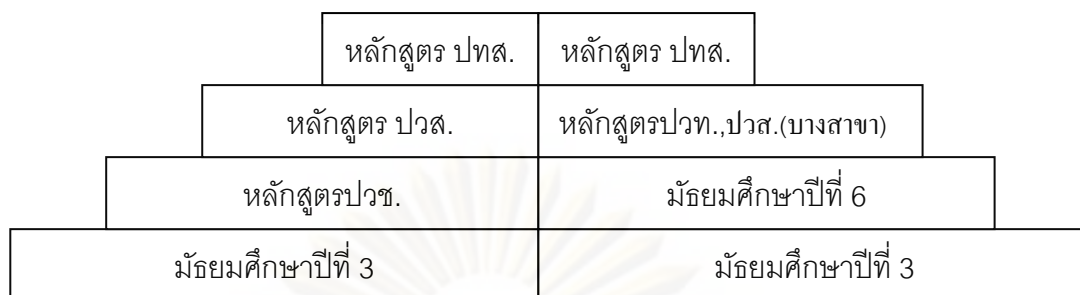 หลักสูตร ปทส. หลักสูตร ปทส.
หลักสูตร ปวส. หลักสูตรปวท.,ปวส.(บางสาขา)
หลักสูตรปวช. มัธยมศึกษาปีที่ 6
มัธยมศึกษาปีที่ 3 มัธยมศึกษาปีที่ 3